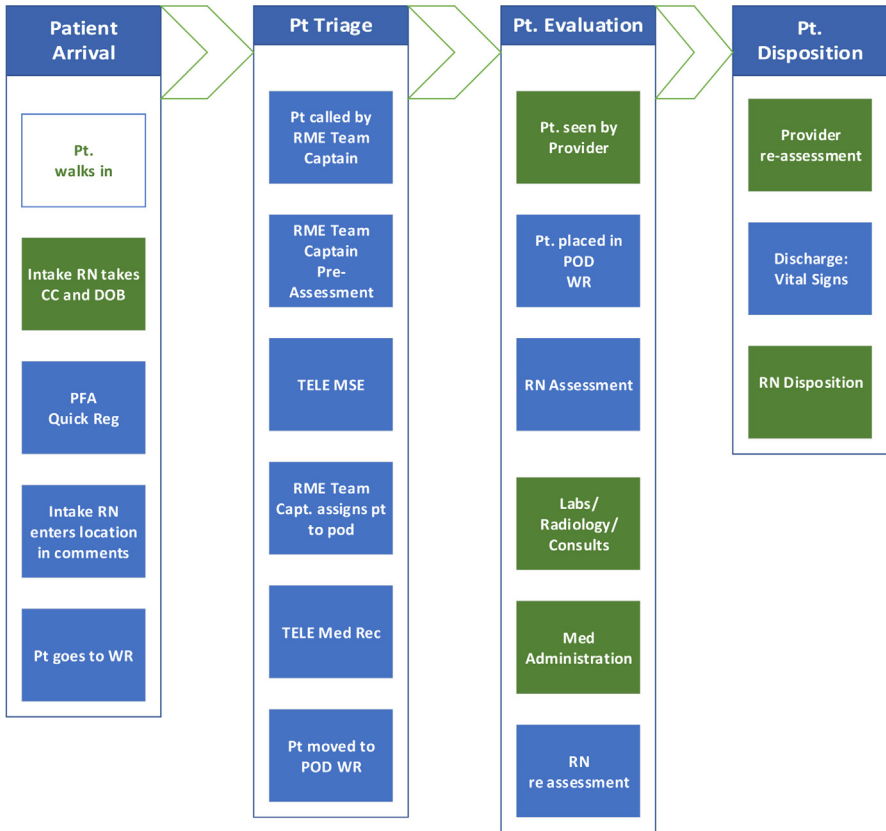 Patient
Arrival
Pt.
walks in
Intake RN takes
CC and DOB
PFA
Quick Reg
Intake RN
enters location
in comments
Pt goes to WR
Pt Triage
Pt called by
RME Team
Captain
RME Team
Captain
Pre-
Assessment
TELE MSE
RME Team
Capt. assigns pt
to pod
TELE Med Rec
Pt moved to
POD WR
Pt. Evaluation
Pt. seen by
Provider
Pt. placed in
POD
WR
RN Assessment
Labs/
Radiology/
Consults
Med
Administration
RN
re assessment
Pt.
Disposition
Provider
re-assessment
Discharge:
Vital Signs
RN Disposition